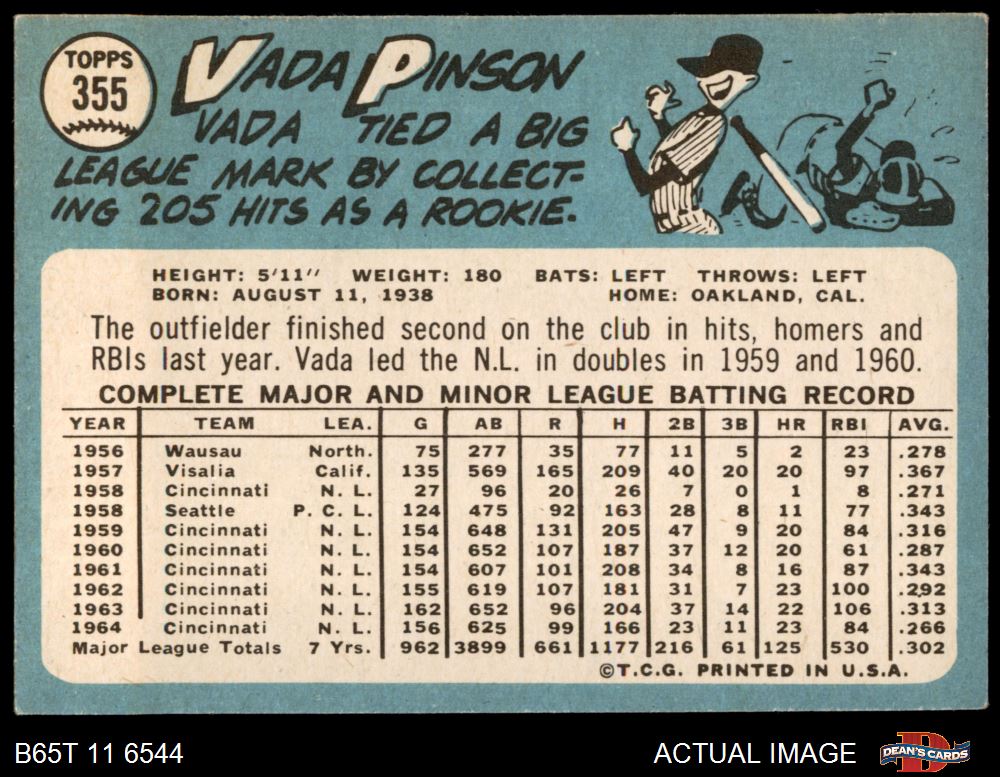 TOPPS
355
VADA PINSON
VADA TIED A BIG
LEAGUE MARK BY COLLECT-
ING 205 HITS AS A ROOKIE.
HEIGHT: 5'11" WEIGHT: 180 BATS: LEFT THROWS: LEFT
BORN: AUGUST 11, 1938 HOME: OAKLAND, CAL.
The outfielder finished second on the club in hits, homers and
RBIs last year. Vada led the N.L. in doubles in 1959 and 1960.
COMPLETE MAJOR AND MINOR LEAGUE BATTING RECORD
YEAR TEAM LEA. G AB R H 2B 3B HR RBI AVG.
1956 Wausau North. 75 277 35 77 11 5 2 23 .278
1957 Visalia Calif. 135 569 165 209 40 20 20 97 .367
1958 Cincinnati N. L. 27 96 20 26 7 0 1 8 .271
1958 Seattle P. C. L. 124 475 92 163 28 8 11 77 .343
1959 Cincinnati N. L. 154 648 131 205 47 9 20 84 .316
1960 Cincinnati N. L. 154 652 107 187 37 12 20 61 .287
1961 Cincinnati N. L. 154 607 101 208 34 8 16 87 .343
1962 Cincinnati N. L. 155 619 107 181 31 7 23 100 .292
1963 Cincinnati N. L. 162 652 96 204 37 14 22 106 .313
1964 Cincinnati N. L. 156 625 99 166 23 11 23 84 .266
Major League Totals 7 Yrs. 962 3899 661 1177 216 61 125 530 .302
©T.C.G. PRINTED IN U.S.A.
B65T 11 6544 ACTUAL IMAGE
D
DEAN'S CARDS